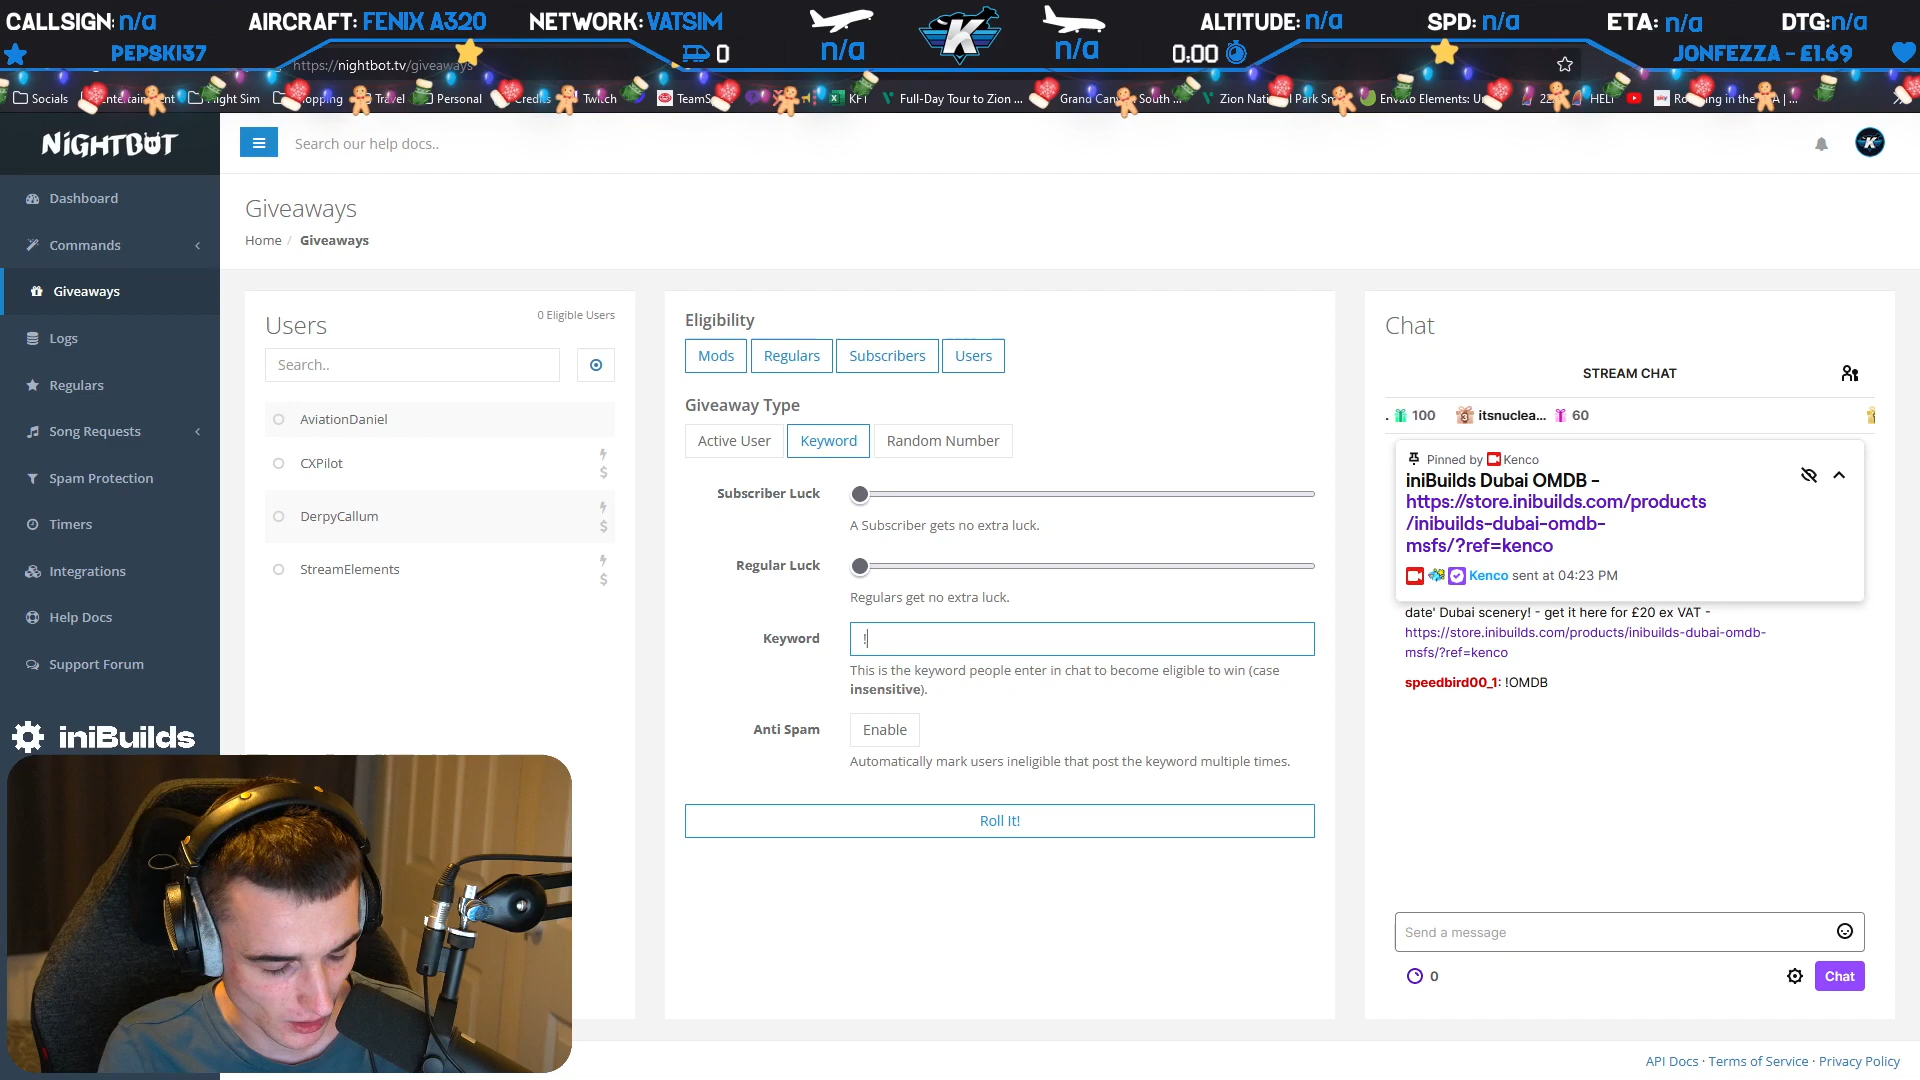 CALLSIGN: n/a
AIRCRAFT: FENIX A320
NETWORK: VATSIM
n/a
K
n/a
ALTITUDE: n/a
SPD: n/a
ETA: n/a
DTG:n/a
PEPSKI37
0
0.00
JONFEZZA - £1.69
https://nightbot.tv/giveaways
Socials
Travel
Personal
Credits
Twitch
Full-Day Tour to Zion ...
NIGHTBOT
Search our help docs..
Dashboard
Commands
Giveaways
Logs
Regulars
Song Requests
Spam Protection
Timers
Integrations
Help Docs
Support Forum
iniBuilds
Giveaways
Home / Giveaways
Users
0 Eligible Users
Search..
AviationDaniel
CXPilot
DerpyCallum
StreamElements
Eligibility
Mods
Regulars
Subscribers
Users
Giveaway Type
Active User
Keyword
Random Number
Subscriber Luck
A Subscriber gets no extra luck.
Regular Luck
Regulars get no extra luck.
Keyword
!
This is the keyword people enter in chat to become eligible to win (case
insensitive).
Anti Spam
Enable
Automatically mark users ineligible that post the keyword multiple times.
Roll It!
Chat
STREAM CHAT
. 100
3 itsnuclea... 60
Pinned by Kenco
iniBuilds Dubai OMDB -
https://store.inibuilds.com/products
/inibuilds-dubai-omdb-
msfs/?ref=kenco
Kenco sent at 04:23 PM
date' Dubai scenery! - get it here for £20 ex VAT -
https://store.inibuilds.com/products/inibuilds-dubai-omdb-
msfs/?ref=kenco
speedbird00_1: !OMDB
Send a message
0
Chat
API Docs · Terms of Service · Privacy Policy